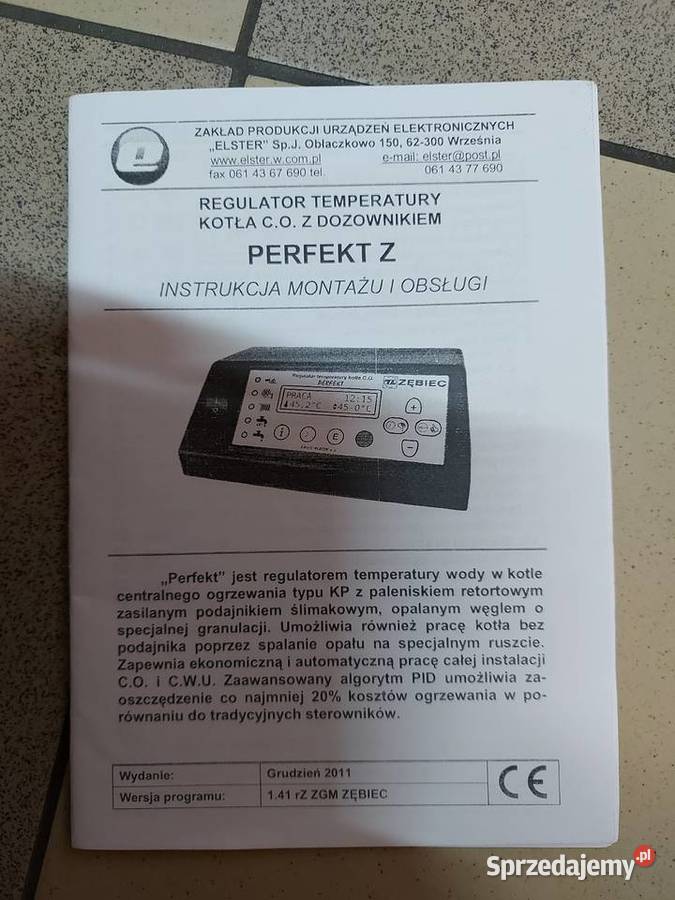 ZAKŁAD PRODUKCJI URZĄDZEŃ ELEKTRONICZNYCH
„ELSTER” Sp.J. Obłaczkowo 150, 62-300 Września
www.elster.w.com.pl e-mail: elster@post.pl
fax 061 43 67 690 tel. 061 43 77 690
REGULATOR TEMPERATURY
KOTŁA C.O. Z DOZOWNIKIEM
PERFEKT Z
INSTRUKCJA MONTAŻU I OBSŁUGI
Regulator temperatury kotła C.O.
PERFEKT
ZĘBIEC
PRACA 12:15
45.2°C 45.0°C
„Perfekt” jest regulatorem temperatury wody w kotle
centralnego ogrzewania typu KP z paleniskiem retortowym
zasilanym podajnikiem ślimakowym, opalanym węglem o
specjalnej granulacji. Umożliwia również pracę kotła bez
podajnika poprzez spalanie opału na specjalnym ruszcie.
Zapewnia ekonomiczną i automatyczną pracę całej instalacji
C.O. i C.W.U. Zaawansowany algorytm PID umożliwia za-
oszczędzenie co najmniej 20% kosztów ogrzewania w po-
równaniu do tradycyjnych sterowników.
Wydanie: Grudzień 2011
Wersja programu: 1.41 rZ ZGM ZĘBIEC
CE
Sprzedajemy.pl